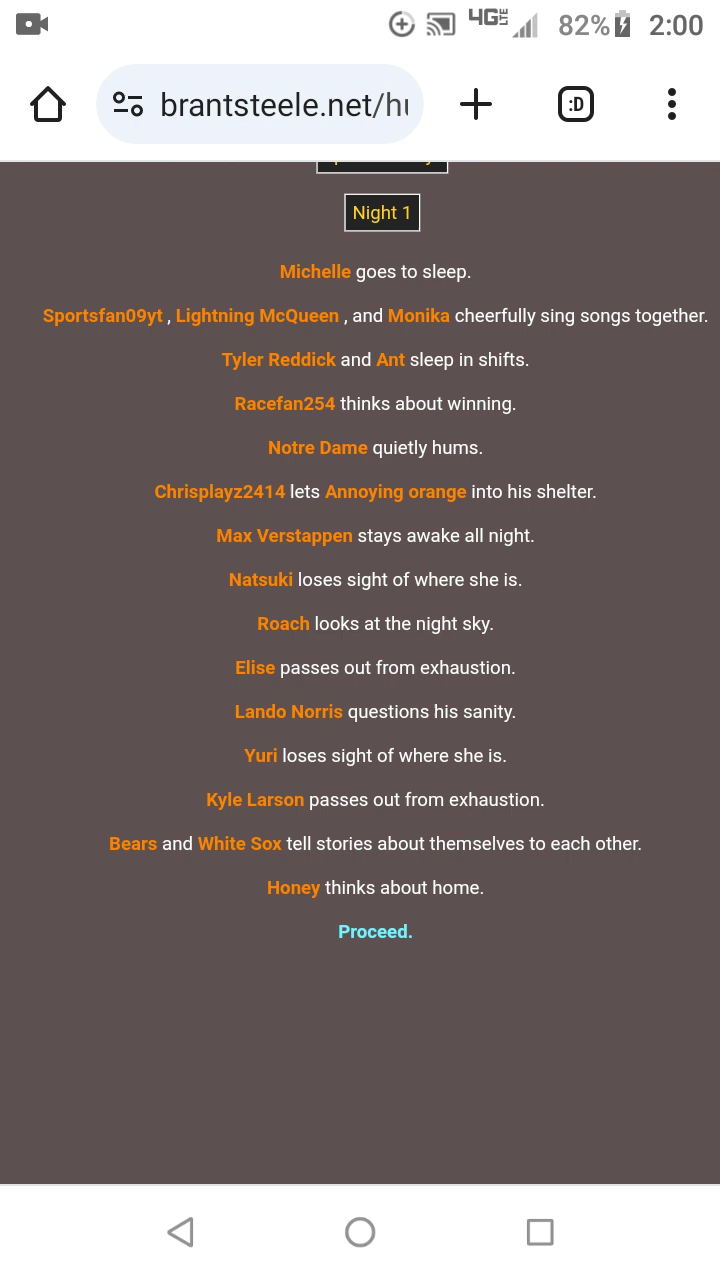 4G LTE 82% 2:00
brantsteele.net/hu
:D
Night 1
Michelle goes to sleep.
Sportsfan09yt , Lightning McQueen , and Monika cheerfully sing songs together.
Tyler Reddick and Ant sleep in shifts.
Racefan254 thinks about winning.
Notre Dame quietly hums.
Chrisplayz2414 lets Annoying orange into his shelter.
Max Verstappen stays awake all night.
Natsuki loses sight of where she is.
Roach looks at the night sky.
Elise passes out from exhaustion.
Lando Norris questions his sanity.
Yuri loses sight of where she is.
Kyle Larson passes out from exhaustion.
Bears and White Sox tell stories about themselves to each other.
Honey thinks about home.
Proceed.